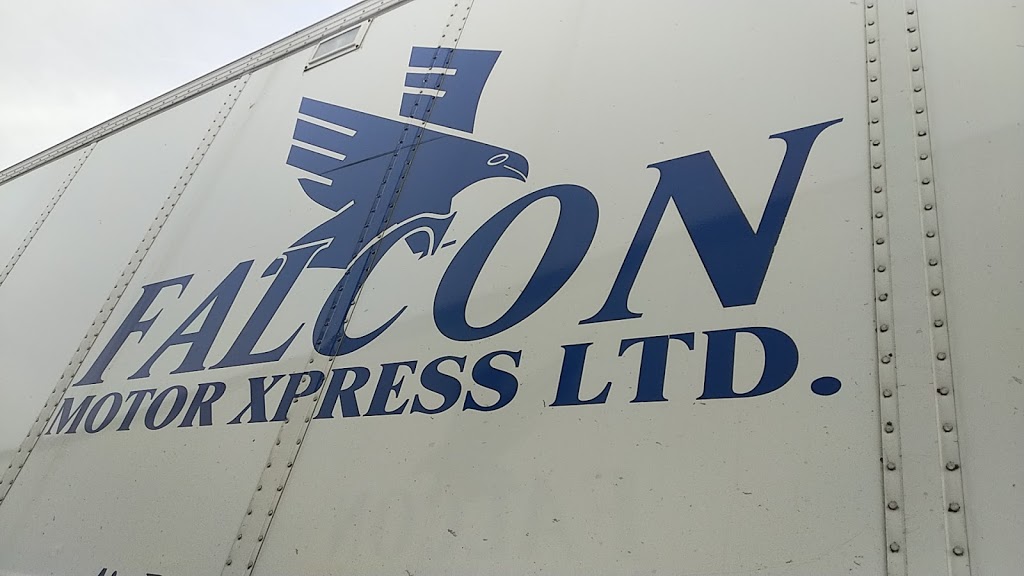 FALCON
MOTOR XPRESS LTD.